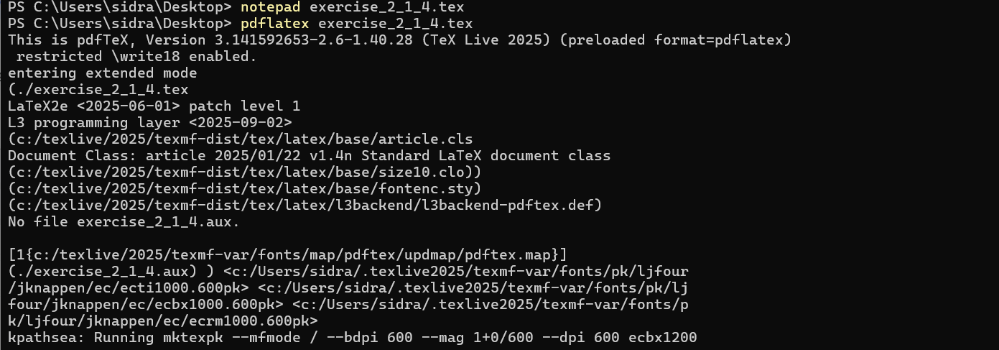 PS C:\Users\sidra\Desktop> notepad exercise_2_1_4.tex
PS C:\Users\sidra\Desktop> pdflatex exercise_2_1_4.tex
This is pdfTeX, Version 3.141592653-2.6-1.40.28 (TeX Live 2025) (preloaded format=pdflatex)
 restricted \write18 enabled.
entering extended mode
(./exercise_2_1_4.tex
LaTeX2e <2025-06-01> patch level 1
L3 programming layer <2025-09-02>
(c:/texlive/2025/texmf-dist/tex/latex/base/article.cls
Document Class: article 2025/01/22 v1.4n Standard LaTeX document class
(c:/texlive/2025/texmf-dist/tex/latex/base/size10.clo))
(c:/texlive/2025/texmf-dist/tex/latex/base/fontenc.sty)
(c:/texlive/2025/texmf-dist/tex/latex/l3backend/l3backend-pdftex.def)
No file exercise_2_1_4.aux.

[1{c:/texlive/2025/texmf-var/fonts/map/pdftex/updmap/pdftex.map}]
(./exercise_2_1_4.aux) ) <c:/Users/sidra/.texlive2025/texmf-var/fonts/pk/ljfour
/jknappen/ec/ecti1000.600pk> <c:/Users/sidra/.texlive2025/texmf-var/fonts/pk/lj
four/jknappen/ec/ecbx1000.600pk> <c:/Users/sidra/.texlive2025/texmf-var/fonts/p
k/ljfour/jknappen/ec/ecrm1000.600pk>
kpathsea: Running mktexpk --mfmode / --bdpi 600 --mag 1+0/600 --dpi 600 ecbx1200